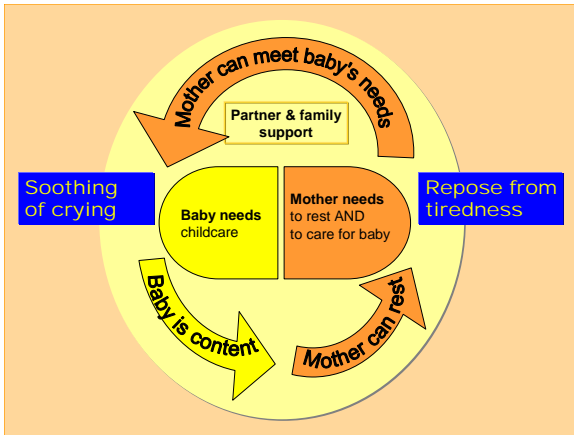 Mother can meet baby's needs
Partner & family
support
Soothing
of crying
Baby needs
childcare
Mother needs
to rest AND
to care for baby
Repose from
tiredness
Baby is content
Mother can rest